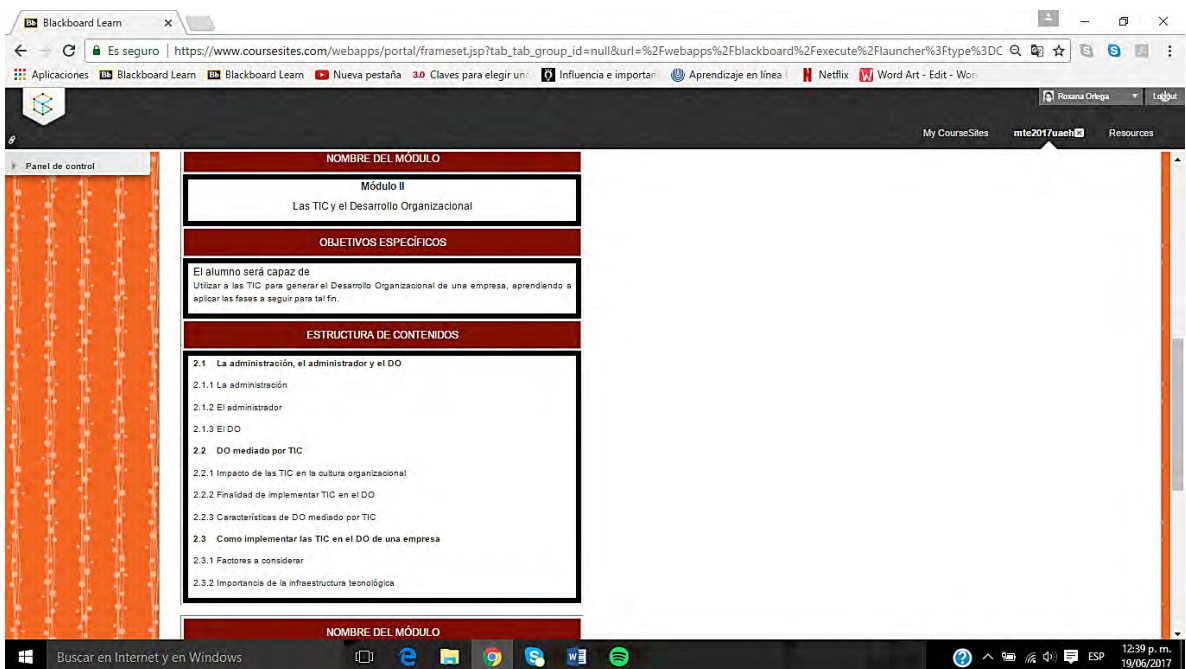 Bb Blackboard Learn
Es seguro | https://www.coursesites.com/webapps/portal/frameset.jsp?tab_tab_group_id=null&url=%2Fwebapps%2Fblackboard%2Fexecute%2Flauncher%3Ftype%3DC
Aplicaciones Bb Blackboard Learn Bb Blackboard Learn Nueva pestaña 3.0 Claves para elegir un Influencia e importan Aprendizaje en línea Netflix Word Art - Edit - Wor
Roxana Ortega Logout
My CourseSites mte2017uaeh Resources
Panel de control
NOMBRE DEL MÓDULO
Módulo II
Las TIC y el Desarrollo Organizacional
OBJETIVOS ESPECÍFICOS
El alumno será capaz de
Utilizar a las TIC para generar el Desarrollo Organizacional de una empresa, aprendiendo a
aplicar las fases a seguir para tal fin.
ESTRUCTURA DE CONTENIDOS
2.1 La administración, el administrador y el DO
2.1.1 La administración
2.1.2 El administrador
2.1.3 El DO
2.2 DO mediado por TIC
2.2.1 Impacto de las TIC en la cultura organizacional
2.2.2 Finalidad de implementar TIC en el DO
2.2.3 Características de DO mediado por TIC
2.3 Como implementar las TIC en el DO de una empresa
2.3.1 Factores a considerar
2.3.2 Importancia de la infraestructura tecnológica
NOMBRE DEL MÓDULO
Buscar en Internet y en Windows
ESP
12:39 p. m.
19/06/2017